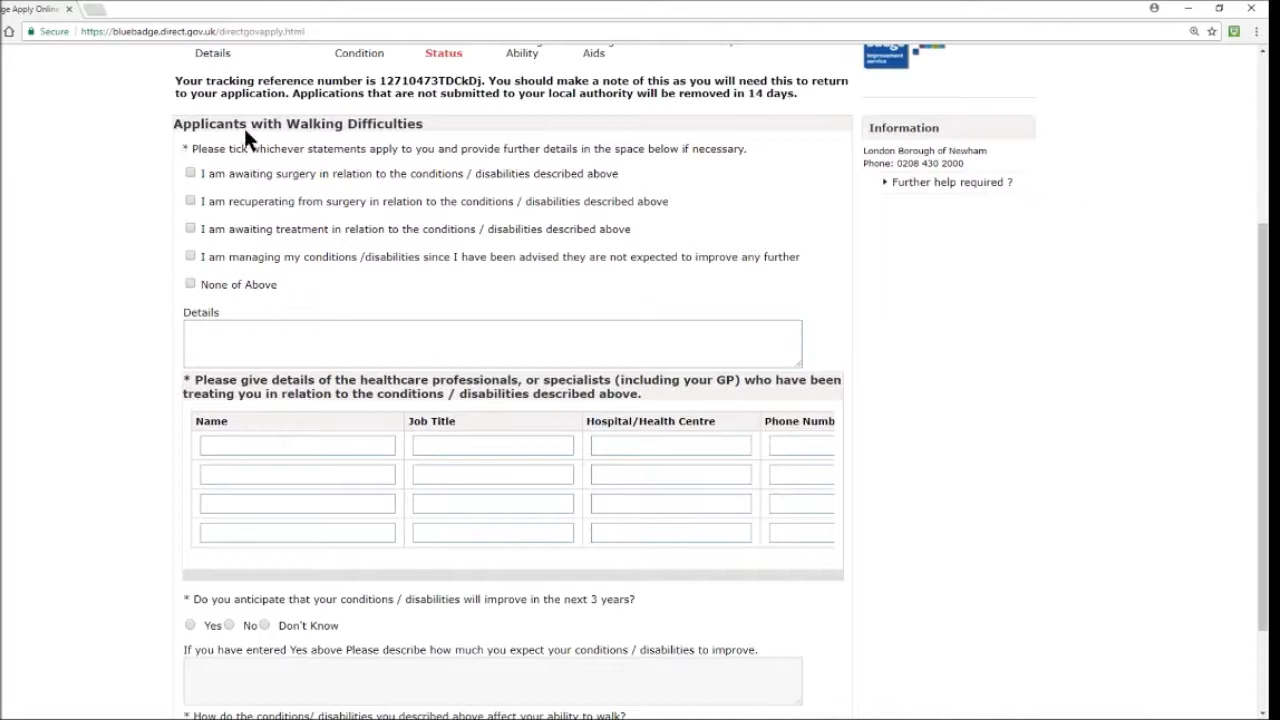 ge Apply Online
Secure https://bluebadge.direct.gov.uk/directgovapply.html
Details Condition Status Ability Aids
improvement
service
Your tracking reference number is 12710473TDCkDj. You should make a note of this as you will need this to return
to your application. Applications that are not submitted to your local authority will be removed in 14 days.
Applicants with Walking Difficulties
Information
* Please tick whichever statements apply to you and provide further details in the space below if necessary.
London Borough of Newham
Phone: 0208 430 2000
Further help required ?
I am awaiting surgery in relation to the conditions / disabilities described above
I am recuperating from surgery in relation to the conditions / disabilities described above
I am awaiting treatment in relation to the conditions / disabilities described above
I am managing my conditions /disabilities since I have been advised they are not expected to improve any further
None of Above
Details
* Please give details of the healthcare professionals, or specialists (including your GP) who have been
treating you in relation to the conditions / disabilities described above.
Name Job Title Hospital/Health Centre Phone Numb
* Do you anticipate that your conditions / disabilities will improve in the next 3 years?
Yes No Don't Know
If you have entered Yes above Please describe how much you expect your conditions / disabilities to improve.
* How do the conditions/ disabilities you described above affect your ability to walk?